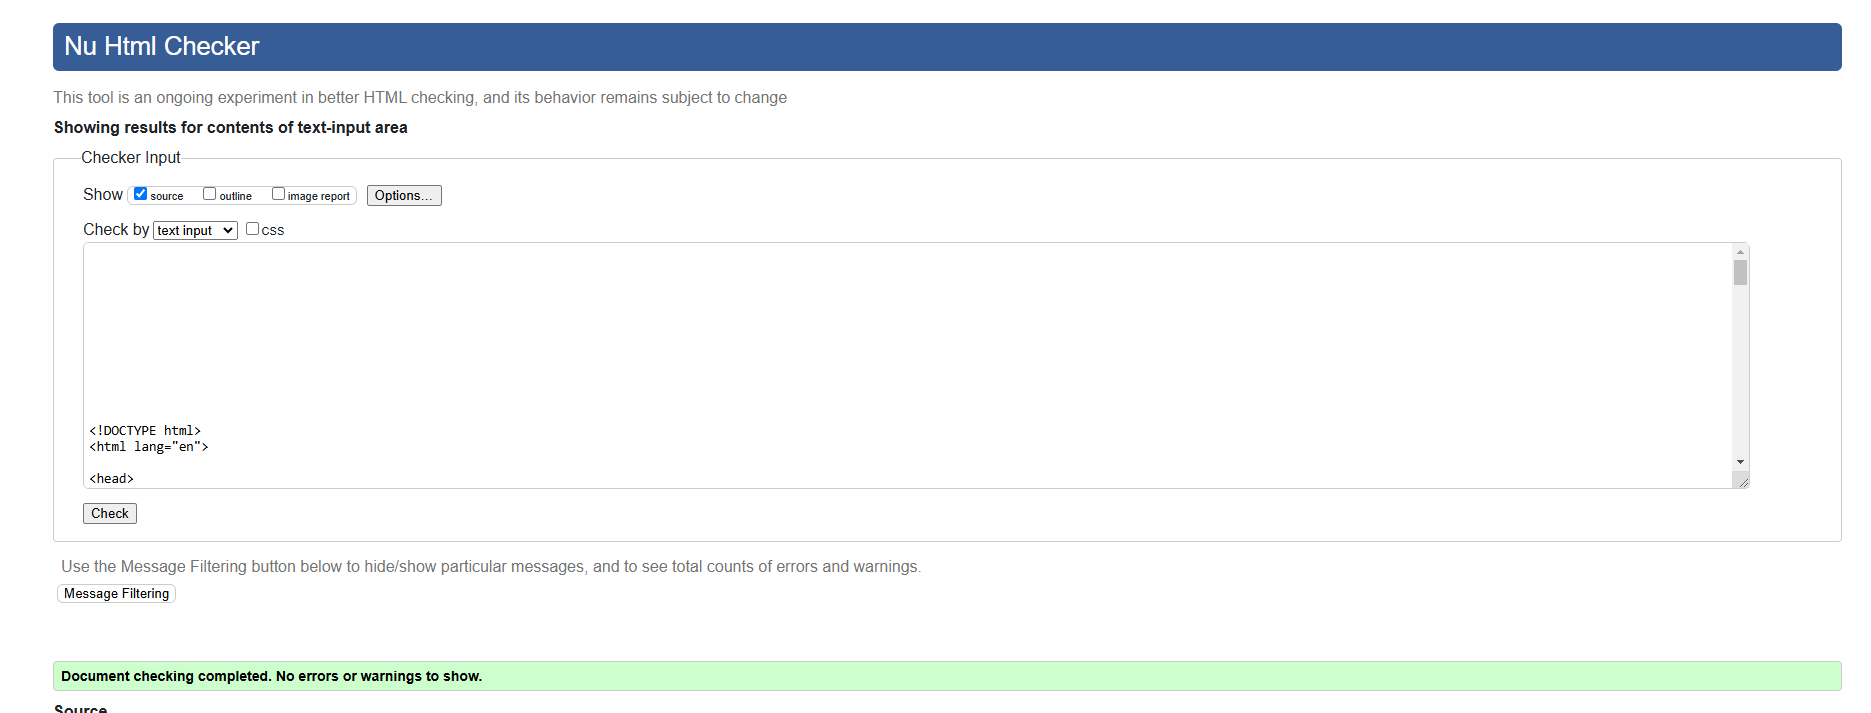 Nu Html Checker
This tool is an ongoing experiment in better HTML checking, and its behavior remains subject to change
Showing results for contents of text-input area
Checker Input
Show source outline image report Options...
Check by text input css
<!DOCTYPE html>
<html lang="en">
<head>
Check
Use the Message Filtering button below to hide/show particular messages, and to see total counts of errors and warnings.
Message Filtering
Document checking completed. No errors or warnings to show.
Source